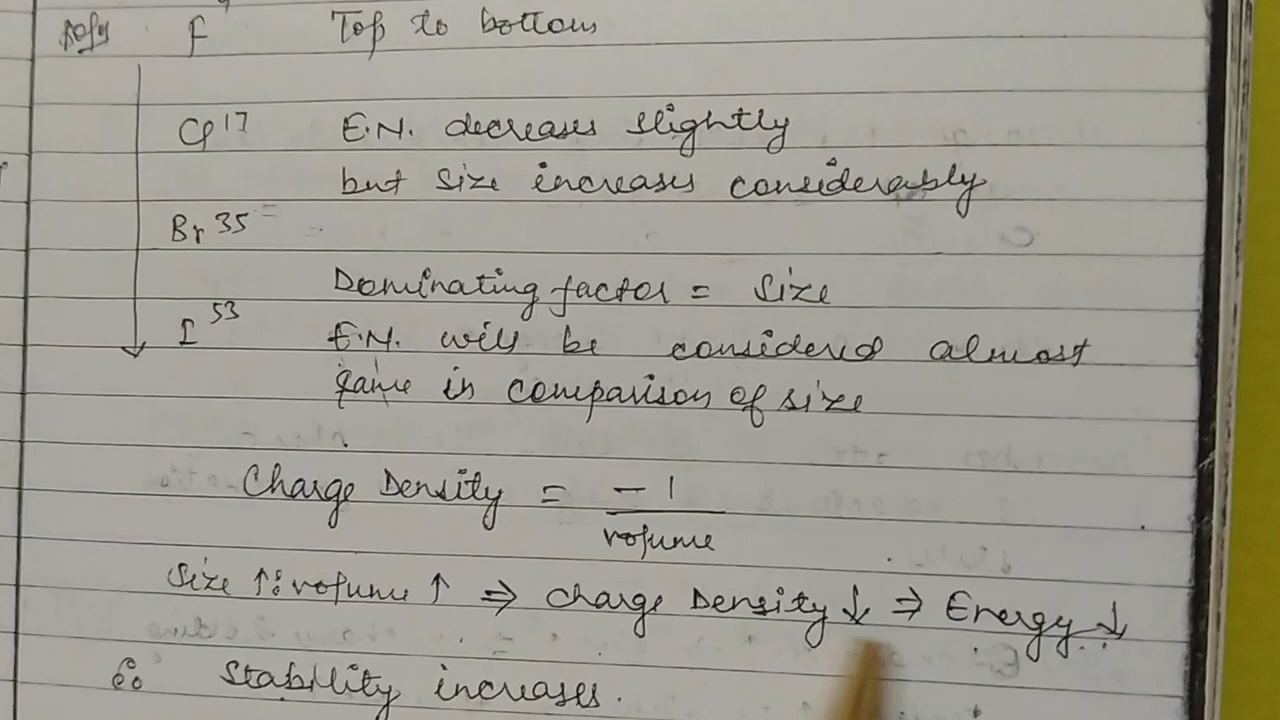 F Top to bottom
Cl 17 E.N. decreases slightly
but size increases considerably
Br 35
Dominating factor = Size
I 53 E.N. will be considered almost
same in comparison of size
Charge Density = -1 / volume
Size ↑ ∴ volume ↑ ⇒ Charge Density ↓ ⇒ Energy ↓
∴ Stability increases.